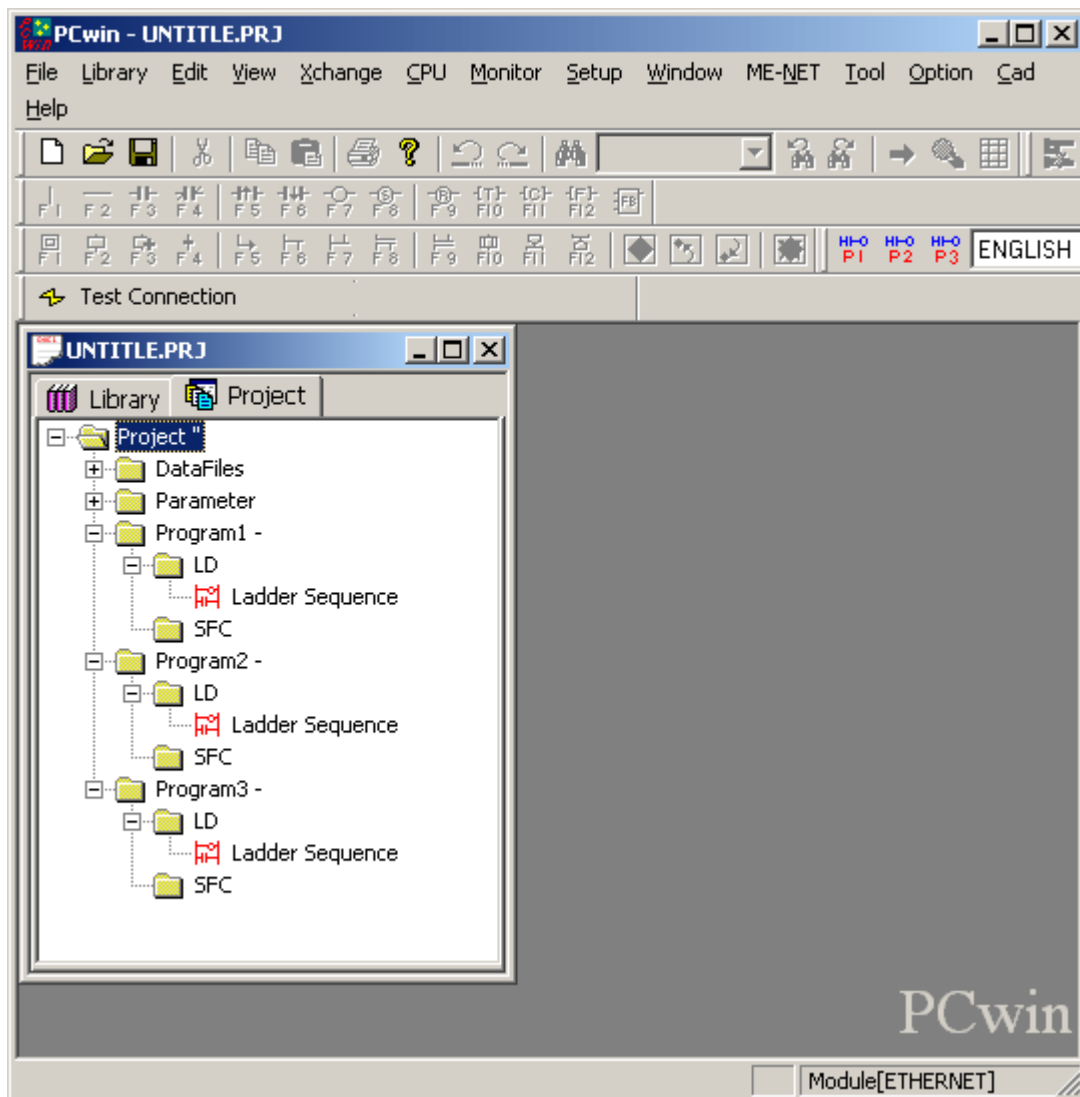 PCwin - UNTITLE.PRJ
File Library Edit View Xchange CPU Monitor Setup Window ME-NET Tool Option Cad
Help
F1 F2 F3 F4 F5 F6 F7 F8 F9 F10 F11 F12 FB
F1 F2 F3 F4 F5 F6 F7 F8 F9 F10 F11 F12 P1 P2 P3 ENGLISH
Test Connection
UNTITLE.PRJ
Library Project
Project "
DataFiles
Parameter
Program1 -
LD
Ladder Sequence
SFC
Program2 -
LD
Ladder Sequence
SFC
Program3 -
LD
Ladder Sequence
SFC
PCwin
Module[ETHERNET]